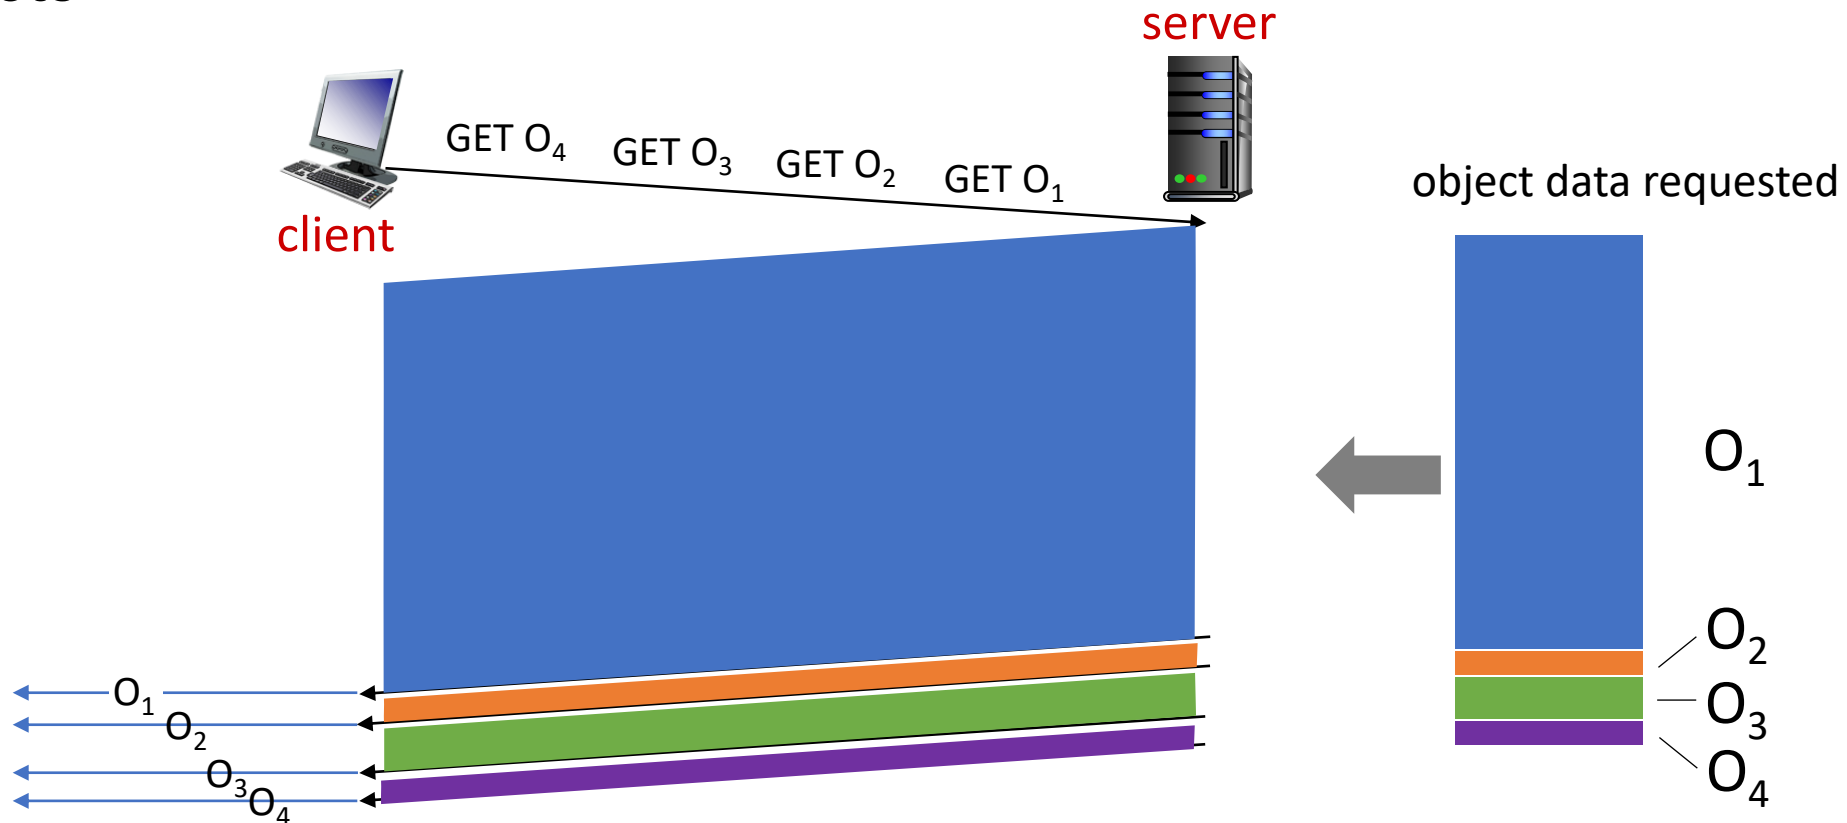 server
GET O₄
GET O₃
GET O₂
GET O₁
object data requested
client
O₁
O₂
O₃
O₄
O₁
O₂
O₃
O₄